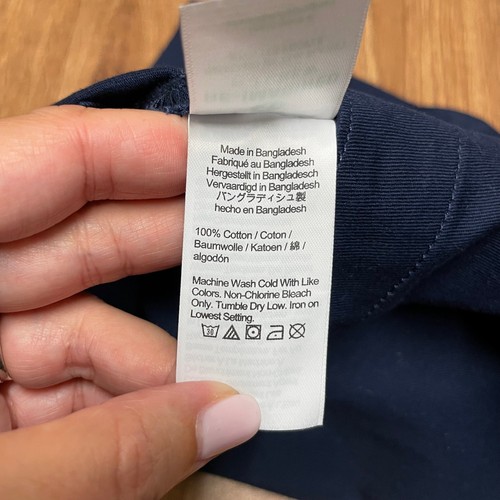 Made in Bangladesh
Fabriqué au Bangladesh
Hergestellt in Bangladesch
Vervaardigd in Bangladesh
バングラディシュ製
hecho en Bangladesh
100% Cotton / Coton /
Baumwolle / Katoen / 綿 /
algodón
Machine Wash Cold With Like
Colors. Non-Chlorine Bleach
Only. Tumble Dry Low. Iron on
Lowest Setting.
30